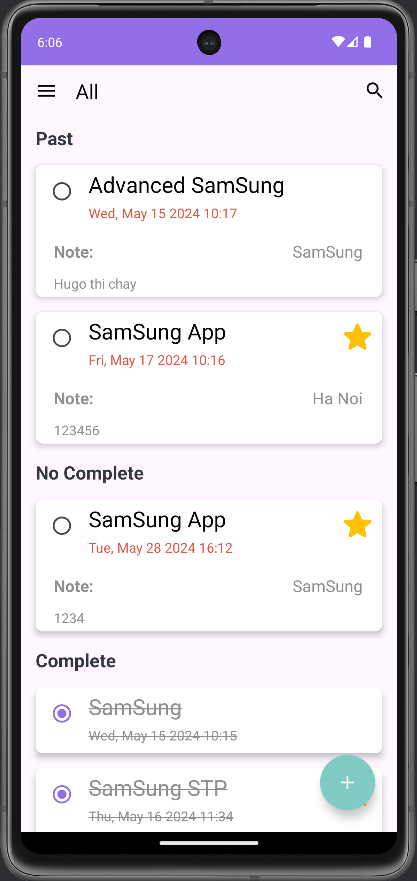 6:06
All
Past
Advanced SamSung
Wed, May 15 2024 10:17
Note: SamSung
Hugo thi chay
SamSung App
Fri, May 17 2024 10:16
Note: Ha Noi
123456
No Complete
SamSung App
Tue, May 28 2024 16:12
Note: SamSung
1234
Complete
SamSung
Wed, May 15 2024 10:15
SamSung STP
Thu, May 16 2024 11:34